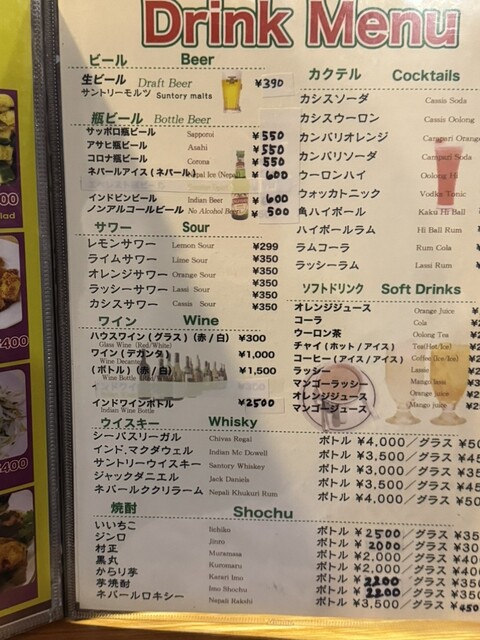 Drink Menu
ビール Beer
生ビール Draft Beer ¥390
サントリーモルツ Suntory malts
瓶ビール Bottle Beer
サッポロ瓶ビール Sapporoi ¥550
アサヒ瓶ビール Asahi ¥550
コロナ瓶ビール Corona ¥550
ネパールアイス(ネパール) Nepal Ice (Nepal) ¥600
インドビンビール Indian Beer ¥600
ノンアルコールビール No Alcohol Beer ¥500
サワー Sour
レモンサワー Lemon Sour ¥299
ライムサワー Lime Sour ¥350
オレンジサワー Orange Sour ¥350
ラッシーサワー Lassi Sour ¥350
カシスサワー Cassis Sour ¥350
ワイン Wine
ハウスワイン(グラス)(赤/白) ¥300
Glass Wine (Red/White)
ワイン(デカンタ) ¥1,000
Wine Decanter
(ボトル)(赤/白) ¥1,500
Wine Bottle
インドワインボトル ¥2500
Indian Wine Bottle
カクテル Cocktails
カシスソーダ Cassis Soda
カシスウーロン Cassis Oolong
カンバリオレンジ Campari Orange
カンバリソーダ Campari Soda
ウーロンハイ Oolong Hi
ウォッカトニック Vodka Tonic
角ハイボール Kaku Hi Ball
ハイボールラム Hi Ball Rum
ラムコーラ Rum Cola
ラッシーラム Lassi Rum
ソフトドリンク Soft Drinks
オレンジジュース Orange Juice
コーラ Cola
ウーロン茶 Oolong Tea
チャイ(ホット/アイス) Tea(Hot/Ice)
コーヒー(アイス/アイス) Coffee(Ice/Ice)
ラッシー Lassie
マンゴーラッシー Mango lassi
オレンジジュース Orange juice
マンゴージュース Mango juice
ウイスキー Whisky
シーバスリーガル Chivas Regal ボトル ¥4,000/グラス
インド.マクダウェル Indian Mc Dowell ボトル ¥3,500/グラス
サントリーウイスキー Santory Whiskey ボトル ¥3,000/グラス
ジャックダニエル Jack Daniels ボトル ¥3,500/グラス
ネパールククリラーム Nepali Khukuri Rum ボトル ¥4,000/グラス
焼酎 Shochu
いいちこ Iichiko ボトル ¥2500/グラス
ジンロ Jinro ボトル ¥2000/グラス
村正 Muramasa ボトル ¥2,000/グラス
黒丸 Kuromaru ボトル ¥2,000/グラス
からり芋 Karari Imo ボトル ¥2200/グラス
芋焼酎 Imo Shochu ボトル ¥2200/グラス
ネパールロキシー Nepali Rakshi ボトル ¥3,500/グラス ¥450